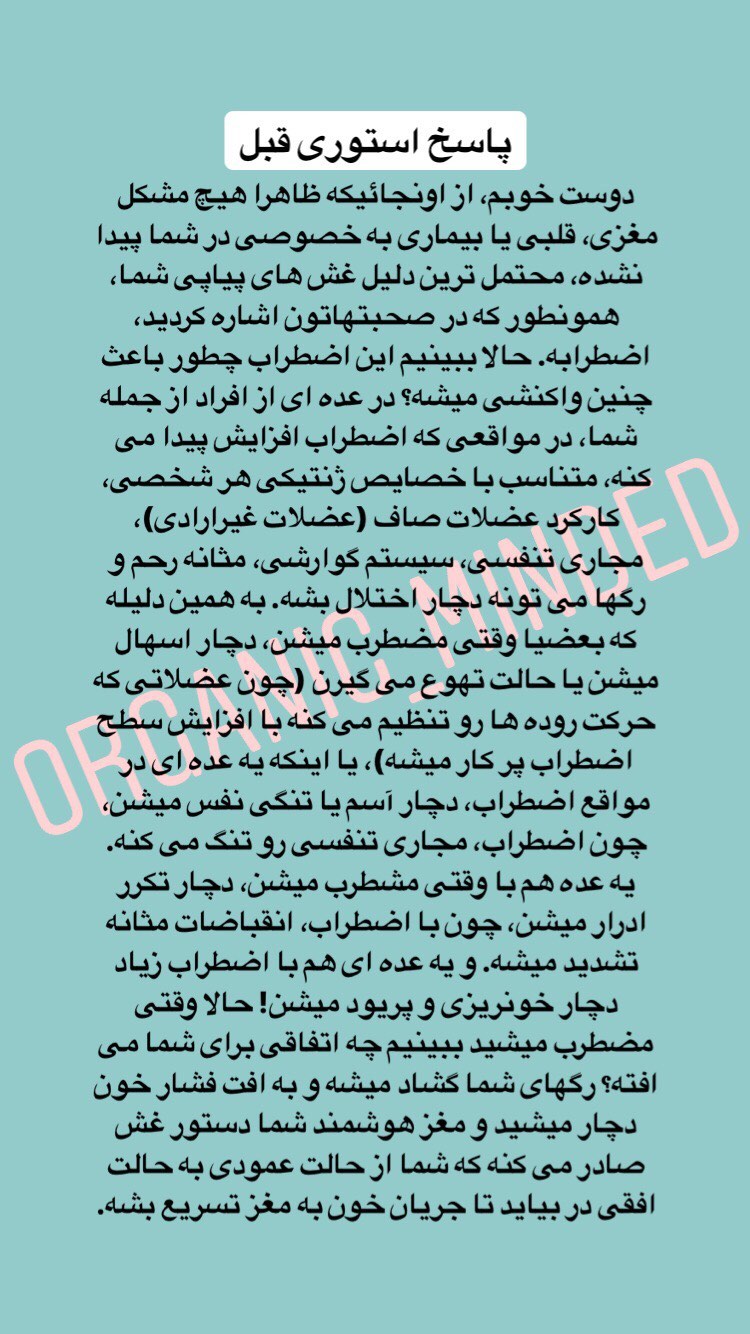 پاسخ استوری قبل
دوست خوبم، از اونجائیکه ظاهرا هیچ مشکل
مغزی، قلبی یا بیماری به خصوصی در شما پیدا
نشده، محتمل ترین دلیل غش های پیاپی شما،
همونطور که در صحبتهاتون اشاره کردید،
اضطرابه. حالا ببینیم این اضطراب چطور باعث
چنین واکنشی میشه؟ در عده ای از افراد از جمله
شما، در مواقعی که اضطراب افزایش پیدا می
کنه، متناسب با خصایص ژنتیکی هر شخصی،
کارکرد عضلات صاف (عضلات غیرارادی)،
مجاری تنفسی، سیستم گوارشی، مثانه رحم و
رگها می تونه دچار اختلال بشه. به همین دلیله
که بعضیا وقتی مضطرب میشن، دچار اسهال
میشن یا حالت تهوع می گیرن (چون عضلاتی که
حرکت روده ها رو تنظیم می کنه با افزایش سطح
اضطراب پر کار میشه)، یا اینکه یه عده ای در
مواقع اضطراب، دچار آسم یا تنگی نفس میشن،
چون اضطراب، مجاری تنفسی رو تنگ می کنه.
یه عده هم با وقتی مشطرب میشن، دچار تکرر
ادرار میشن، چون با اضطراب، انقباضات مثانه
تشدید میشه. و یه عده ای هم با اضطراب زیاد
دچار خونریزی و پریود میشن! حالا وقتی
مضطرب میشید ببینیم چه اتفاقی برای شما می
افته؟ رگهای شما گشاد میشه و به افت فشار خون
دچار میشید و مغز هوشمند شما دستور غش
صادر می کنه که شما از حالت عمودی به حالت
افقی در بیاید تا جریان خون به مغز تسریع بشه.
ORGANIC_MINDED